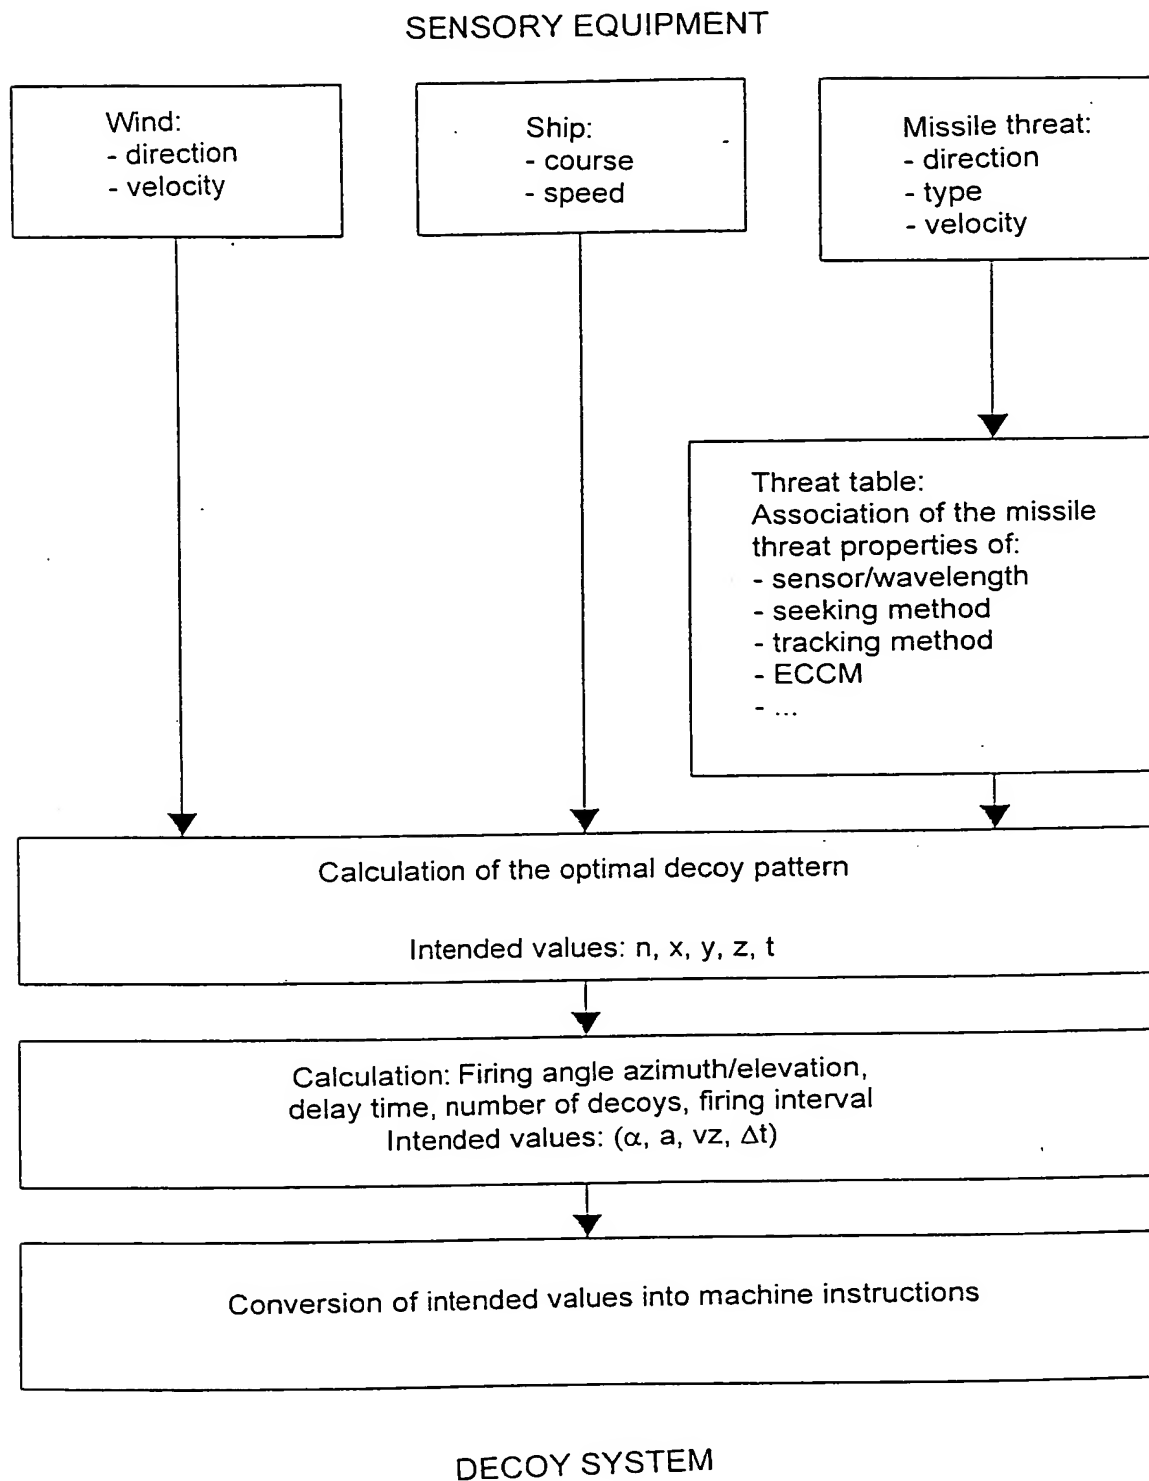 SENSORY EQUIPMENT
Wind:
- direction
- velocity
Ship:
- course
- speed
Missile threat:
- direction
- type
- velocity
Threat table:
Association of the missile
threat properties of:
- sensor/wavelength
- seeking method
- tracking method
- ECCM
- ...
Calculation of the optimal decoy pattern
Intended values: n, x, y, z, t
Calculation: Firing angle azimuth/elevation,
delay time, number of decoys, firing interval
Intended values: (α, a, vz, Δt)
Conversion of intended values into machine instructions
DECOY SYSTEM